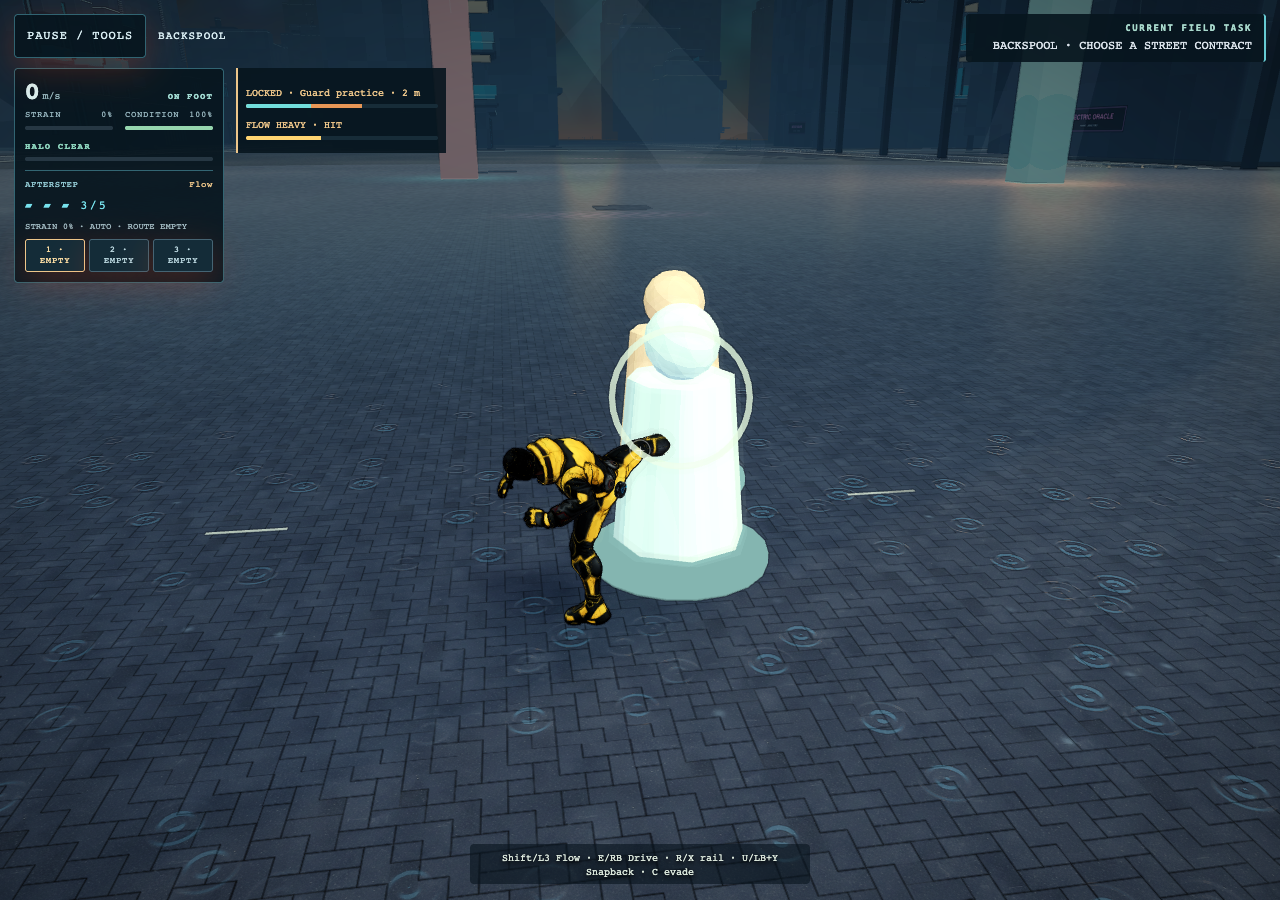 PAUSE / TOOLS
BACKSPOOL
CURRENT FIELD TASK
BACKSPOOL · CHOOSE A STREET CONTRACT
0 m/s
ON FOOT
STRAIN 0%
CONDITION 100%
HALO CLEAR
AFTERSTEP
Flow
3/5
STRAIN 0% · AUTO · ROUTE EMPTY
1 ·
EMPTY
2 ·
EMPTY
3 ·
EMPTY
LOCKED · Guard practice · 2 m
FLOW HEAVY · HIT
Shift/L3 Flow · E/RB Drive · R/X rail · U/LB+Y
Snapback · C evade